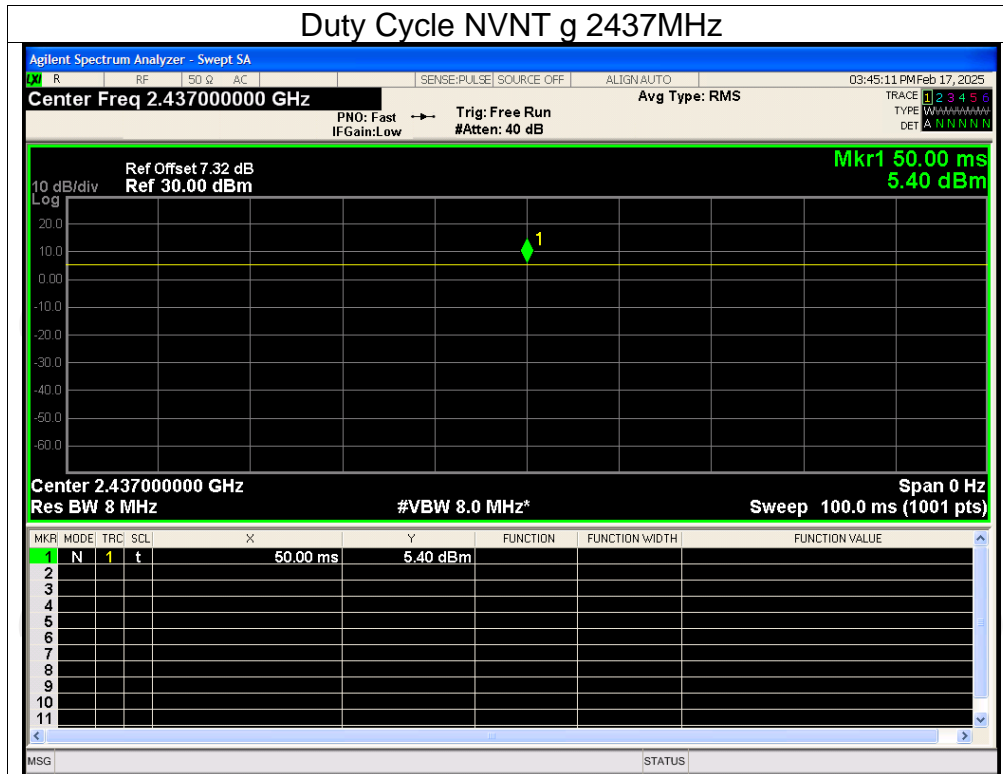 Duty Cycle NVNT g 2437MHz
Agilent Spectrum Analyzer - Swept SA
LXI R RF 50 Ω AC SENSE:PULSE SOURCE OFF ALIGN AUTO 03:45:11 PM Feb 17, 2025
Center Freq 2.437000000 GHz Avg Type: RMS TRACE 1 2 3 4 5 6
PNO: Fast Trig: Free Run TYPE WWWWWW
IFGain:Low #Atten: 40 dB DET A N N N N N
Mkr1 50.00 ms
Ref Offset 7.32 dB
10 dB/div Ref 30.00 dBm 5.40 dBm
Log
20.0
1
10.0
0.00
-10.0
-20.0
-30.0
-40.0
-50.0
-60.0
Center 2.437000000 GHz Span 0 Hz
Res BW 8 MHz #VBW 8.0 MHz* Sweep 100.0 ms (1001 pts)
MKR MODE TRC SCL X Y FUNCTION FUNCTION WIDTH FUNCTION VALUE
1 N 1 t 50.00 ms 5.40 dBm
2
3
4
5
6
7
8
9
10
11
MSG STATUS